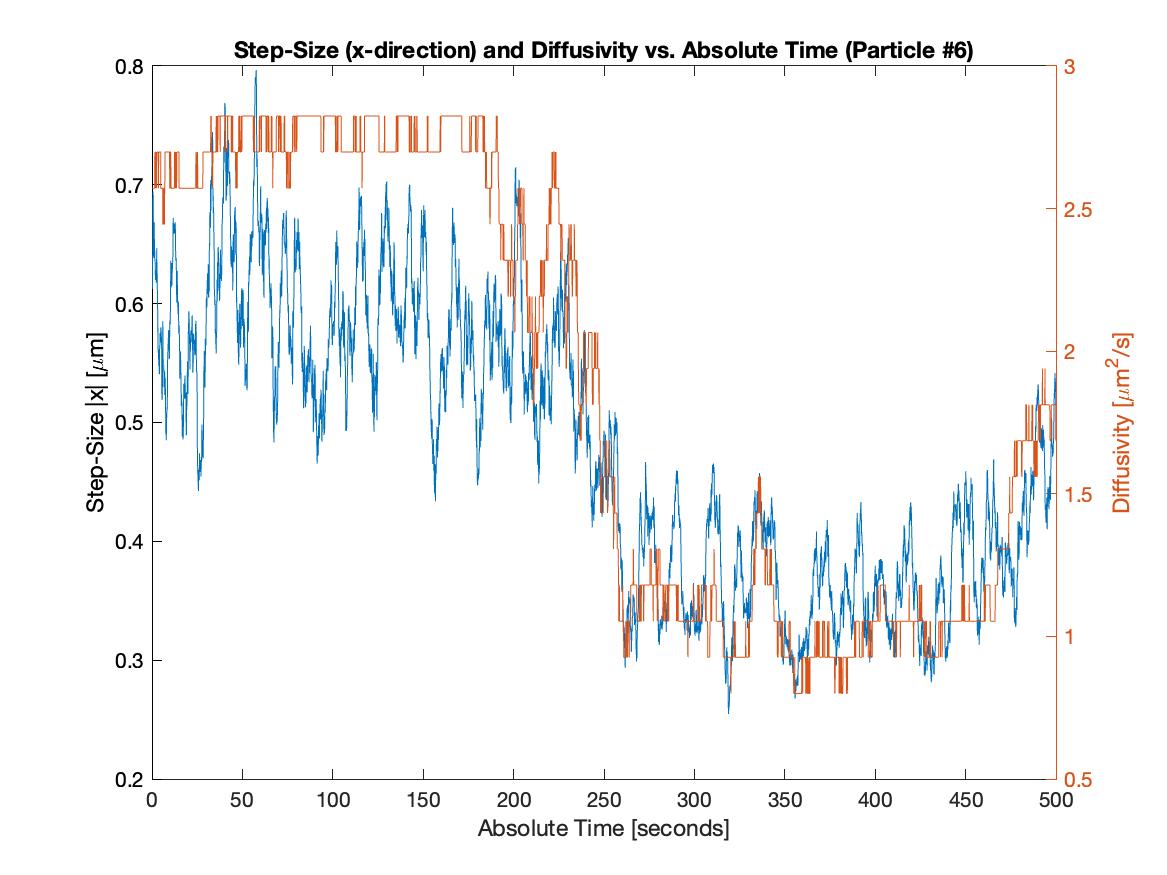 Step-Size (x-direction) and Diffusivity vs. Absolute Time (Particle #6)
0.8
0.7
0.6
0.5
0.4
0.3
0.2
Step-Size |x| [μm]
3
2.5
2
1.5
1
0.5
Diffusivity [μm²/s]
0 50 100 150 200 250 300 350 400 450 500
Absolute Time [seconds]